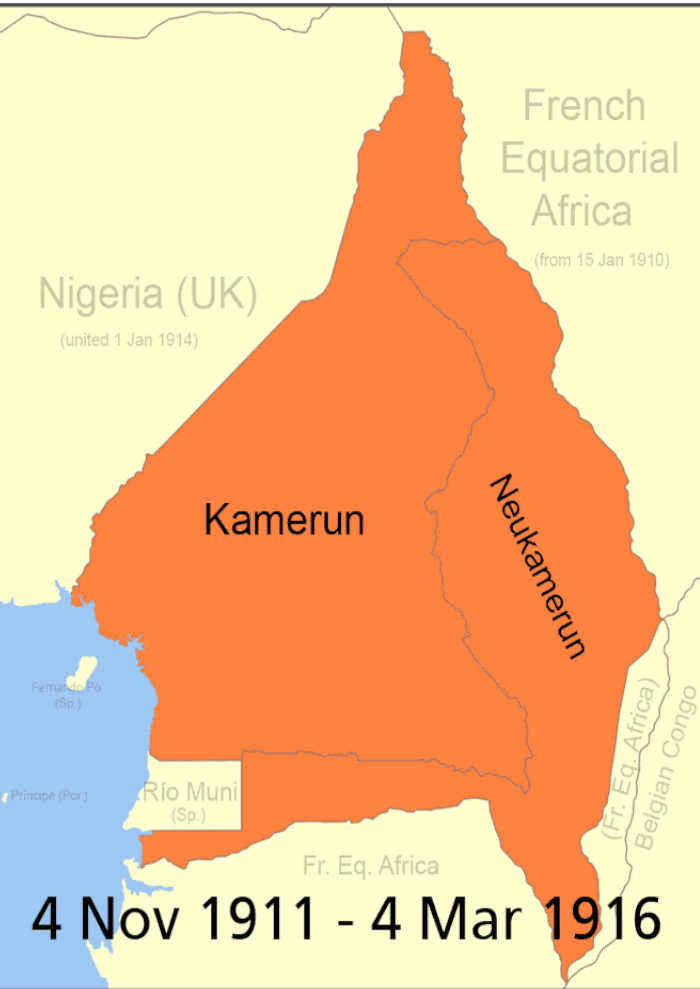 French
Equatorial
Africa
(from 15 Jan 1910)
Nigeria (UK)
(united 1 Jan 1914)
Kamerun
Neukamerun
Fernando Pó
(Sp.)
Príncipe (Por.)
Río Muni
(Sp.)
(Fr. Eq. Africa)
Belgian Congo
Fr. Eq. Africa
4 Nov 1911 - 4 Mar 1916